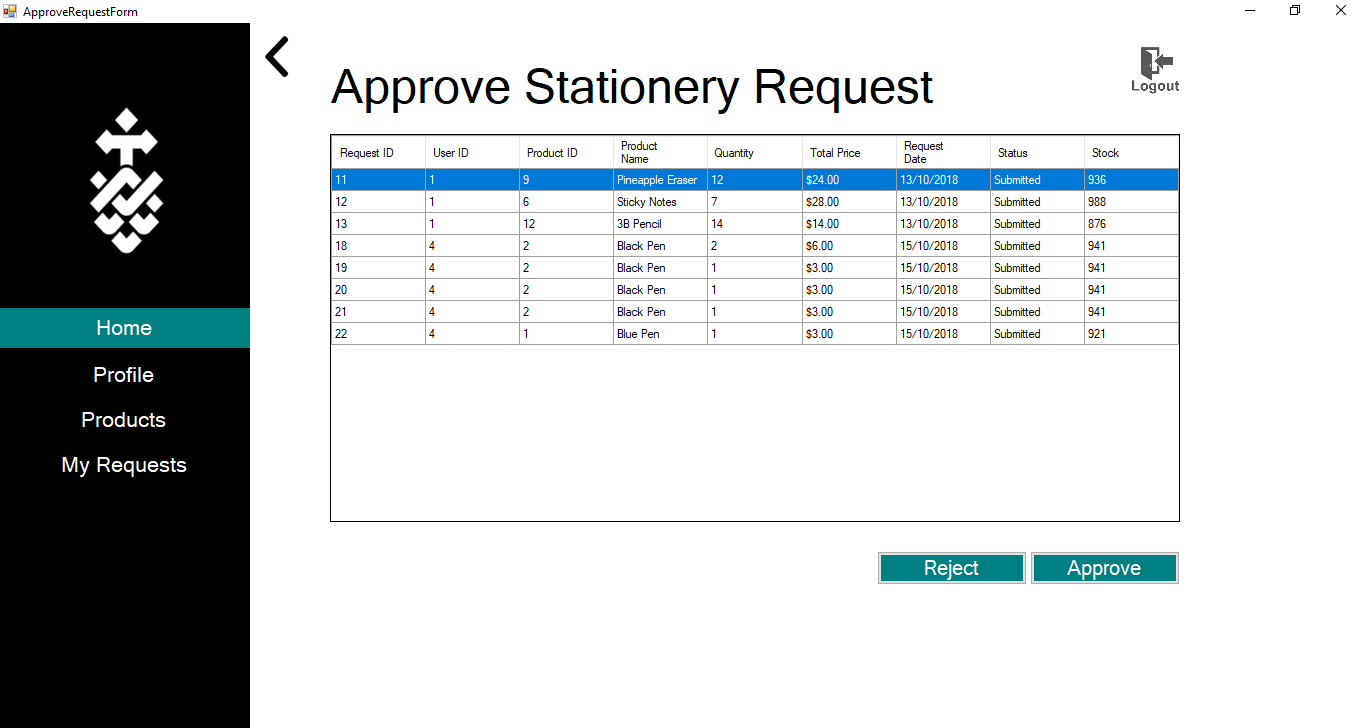 ApproveRequestForm
Approve Stationery Request
Logout
Home
Profile
Products
My Requests
Request ID User ID Product ID Product Name Quantity Total Price Request Date Status Stock
11 1 9 Pineapple Eraser 12 $24.00 13/10/2018 Submitted 936
12 1 6 Sticky Notes 7 $28.00 13/10/2018 Submitted 988
13 1 12 3B Pencil 14 $14.00 13/10/2018 Submitted 876
18 4 2 Black Pen 2 $6.00 15/10/2018 Submitted 941
19 4 2 Black Pen 1 $3.00 15/10/2018 Submitted 941
20 4 2 Black Pen 1 $3.00 15/10/2018 Submitted 941
21 4 2 Black Pen 1 $3.00 15/10/2018 Submitted 941
22 4 1 Blue Pen 1 $3.00 15/10/2018 Submitted 921
Reject Approve